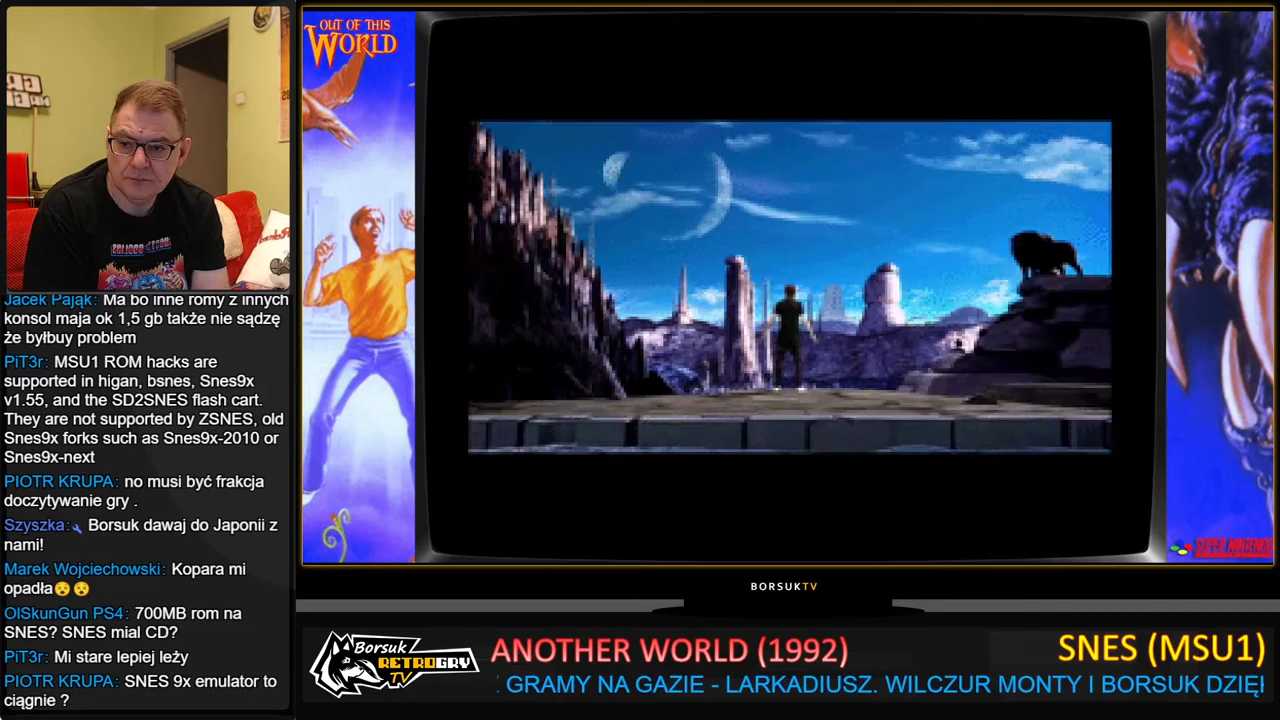 OUT OF THIS
WORLD
Jacek Pająk: Ma bo inne romy z innych
konsol maja ok 1,5 gb także nie sądzę
że byłbuy problem
PiT3r: MSU1 ROM hacks are
supported in higan, bsnes, Snes9x
v1.55, and the SD2SNES flash cart.
They are not supported by ZSNES, old
Snes9x forks such as Snes9x-2010 or
Snes9x-next
PIOTR KRUPA: no musi być frakcja
doczytywanie gry .
Szyszka: Borsuk dawaj do Japonii z
nami!
Marek Wojciechowski: Kopara mi
opadła😵😵
OlSkunGun PS4: 700MB rom na
SNES? SNES mial CD?
PiT3r: Mi stare lepiej leży
PIOTR KRUPA: SNES 9x emulator to
ciągnie ?
SUPER NINTENDO
BORSUKTV
Borsuk
RETROGRY
TV
ANOTHER WORLD (1992)
SNES (MSU1)
GRAMY NA GAZIE - LARKADIUSZ. WILCZUR MONTY I BORSUK DZIĘ